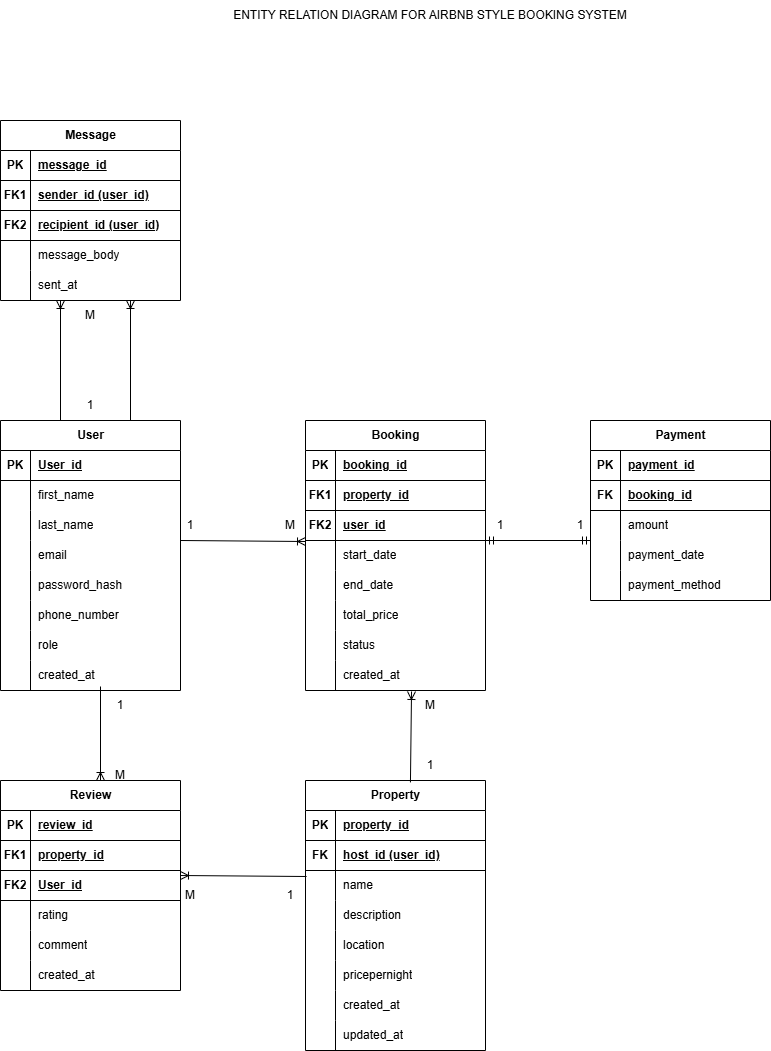 ENTITY RELATION DIAGRAM FOR AIRBNB STYLE BOOKING SYSTEM
Message
PK message_id
FK1 sender_id (user_id)
FK2 recipient_id (user_id)
message_body
sent_at
M
1
User
PK User_id
first_name
last_name
email
password_hash
phone_number
role
created_at
1
M
Booking
PK booking_id
FK1 property_id
FK2 user_id
start_date
end_date
total_price
status
created_at
1
1
Payment
PK payment_id
FK booking_id
amount
payment_date
payment_method
1
M
M
1
Review
PK review_id
FK1 property_id
FK2 User_id
rating
comment
created_at
M
1
Property
PK property_id
FK host_id (user_id)
name
description
location
pricepernight
created_at
updated_at